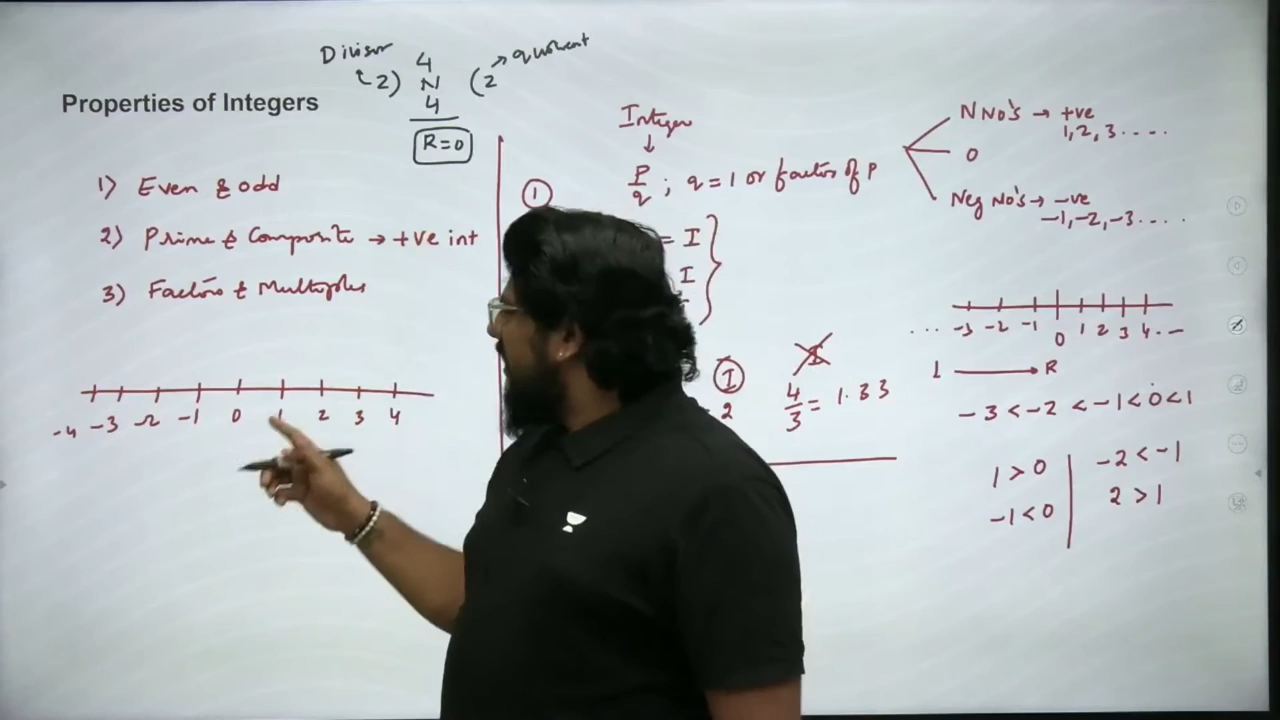 Properties of Integers
Divisor 4
2) N (2 → quotient
4
R=0
1) Even & odd
2) Prime & Composite → +ve int
3) Factors & Multiples
-4 -3 -2 -1 0 1 2 3 4
1
Integer
↓
P/q ; q = 1 or factor of P
= I
I
I
- 2
I
4/3 = 1.33
N No's → +ve
1, 2, 3 ....
0
Neg No's → -ve
-1, -2, -3 ....
... -3 -2 -1 0 1 2 3 4 ...
L → R
-3 < -2 < -1 < 0 < 1
1 > 0
-1 < 0
-2 < -1
2 > 1